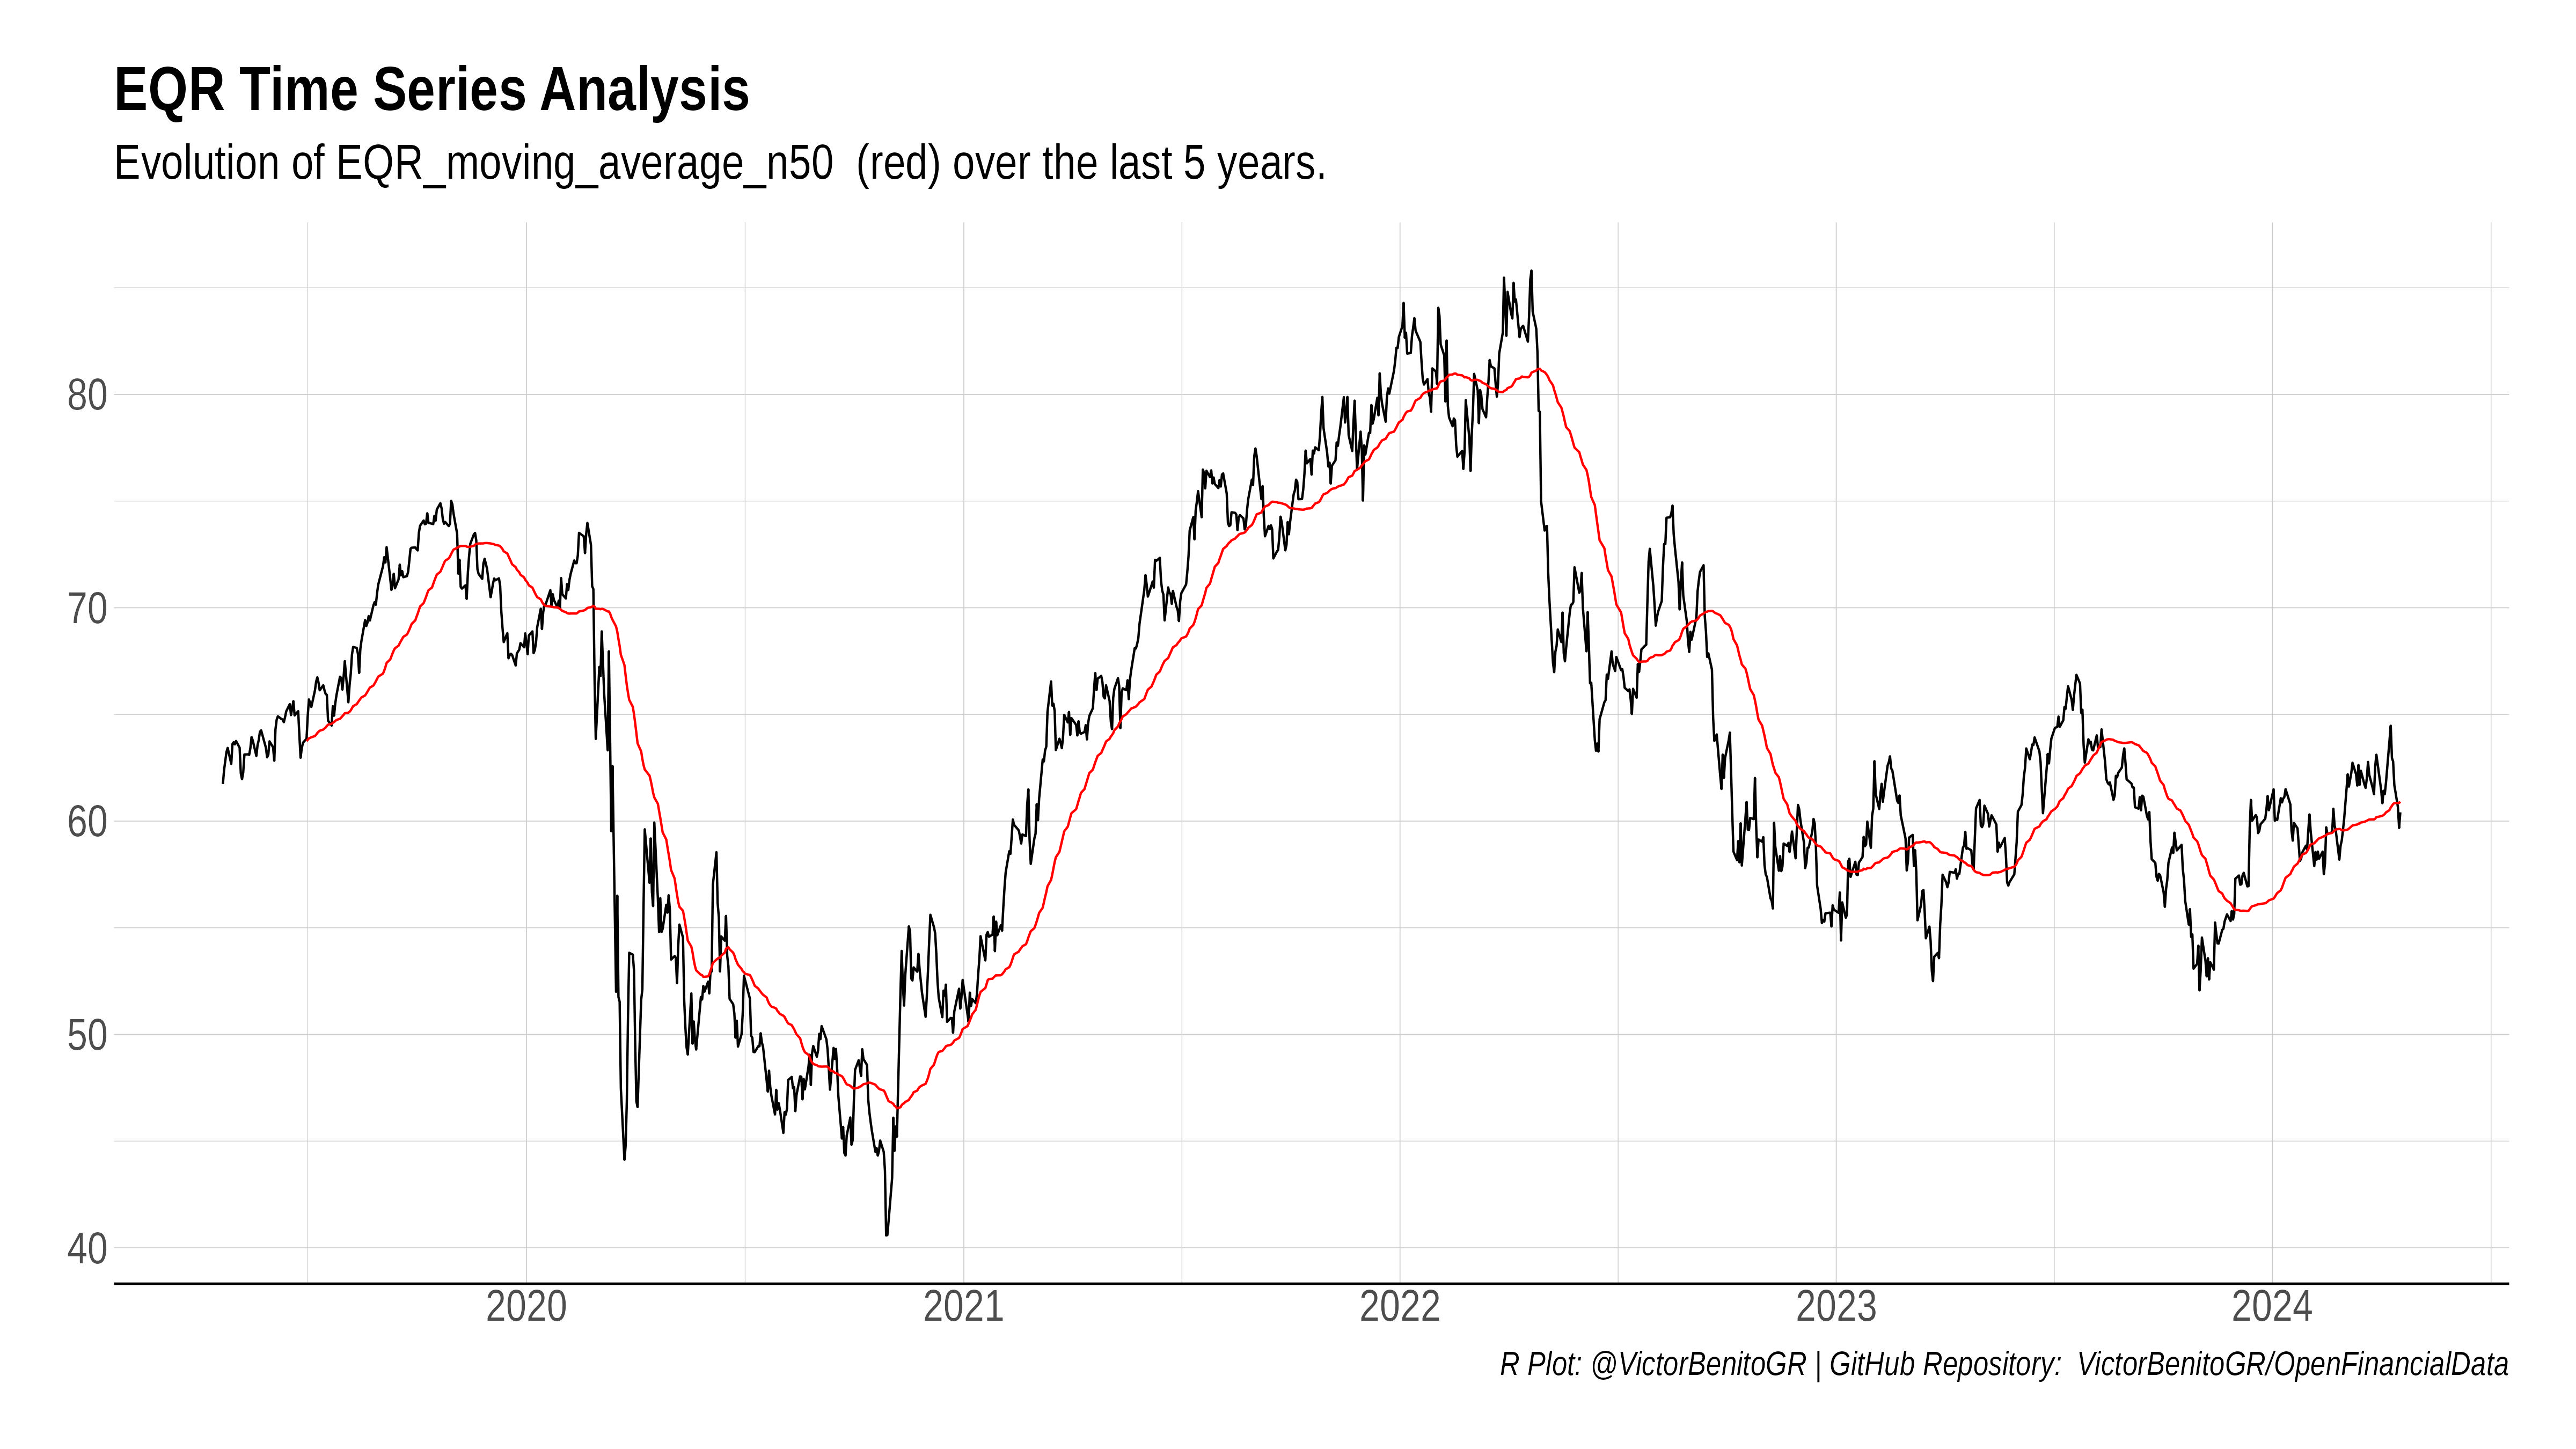 EQR Time Series Analysis
Evolution of EQR_moving_average_n50  (red) over the last 5 years.
80
70
60
50
40
2020 2021 2022 2023 2024
R Plot: @VictorBenitoGR | GitHub Repository:  VictorBenitoGR/OpenFinancialData